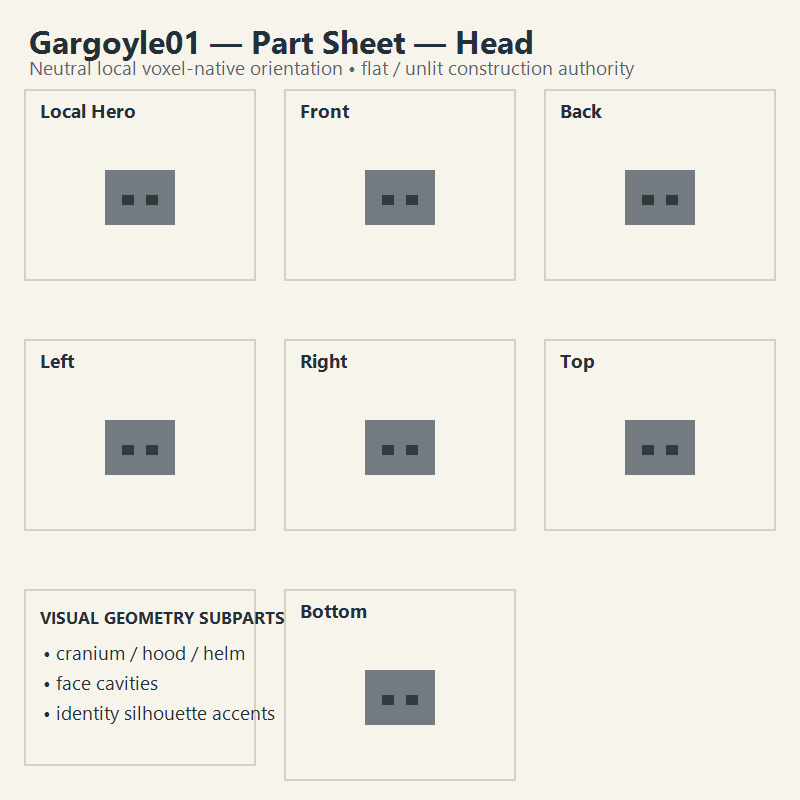 Gargoyle01 — Part Sheet — Head
Neutral local voxel-native orientation • flat / unlit construction authority
Local Hero
Front
Back
Left
Right
Top
VISUAL GEOMETRY SUBPARTS
• cranium / hood / helm
• face cavities
• identity silhouette accents
Bottom